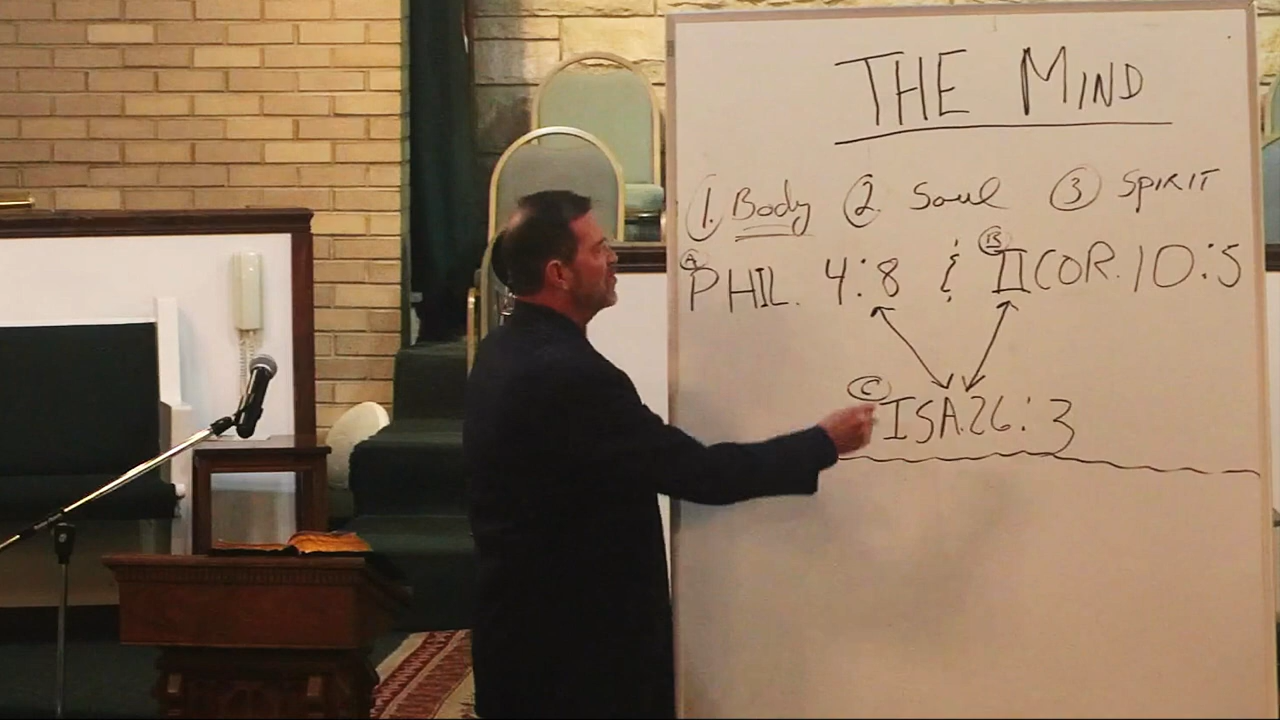 THE MIND
1. Body 2. Soul 3 SPIRIT
A PHIL. 4:8 & B II COR. 10:5
C ISA.26:3